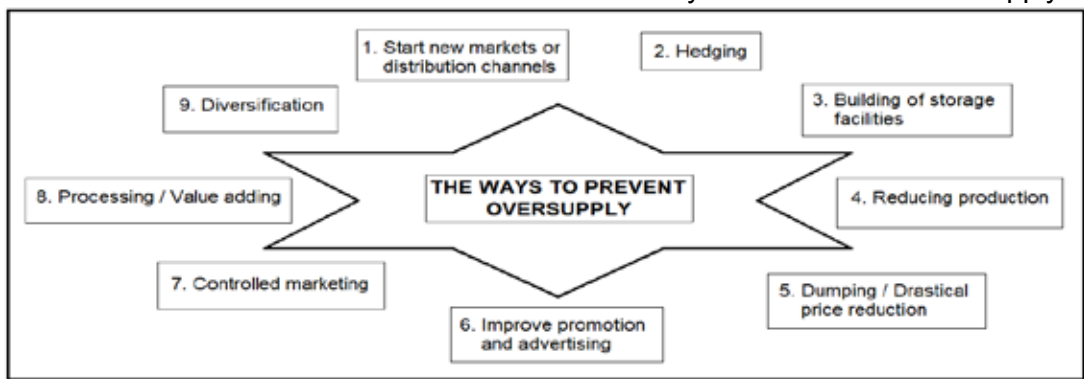 1. Start new markets or
distribution channels
2. Hedging
3. Building of storage
facilities
4. Reducing production
5. Dumping / Drastical
price reduction
6. Improve promotion
and advertising
7. Controlled marketing
8. Processing / Value adding
9. Diversification
THE WAYS TO PREVENT
OVERSUPPLY